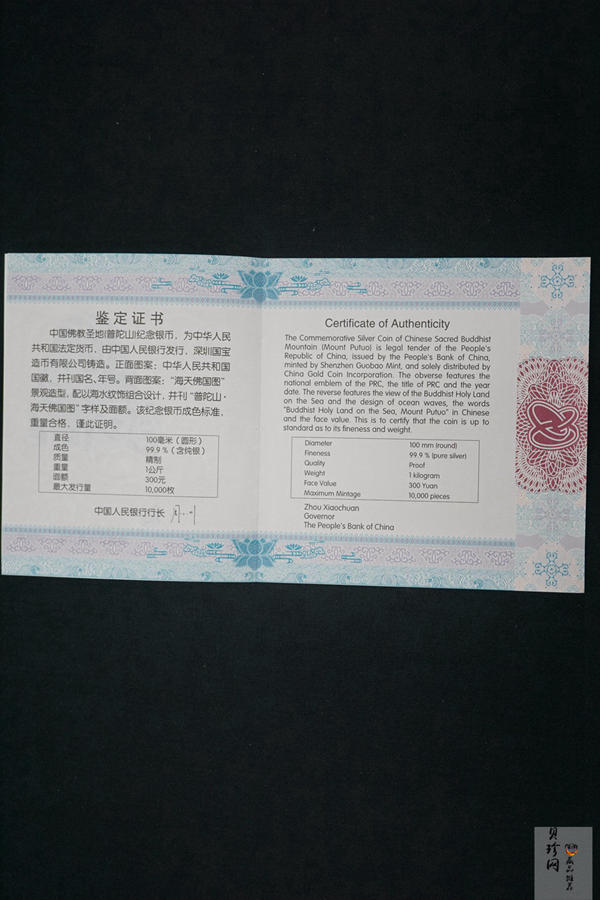 鉴定证书
中国佛教圣地(普陀山)纪念银币，为中华人民
共和国法定货币，由中国人民银行发行，深圳国宝
造币有限公司铸造。正面图案：中华人民共和国
国徽，并刊国名、年号。背面图案：“海天佛国图”
景观造型，配以海水纹饰组合设计，并刊“普陀山·
海天佛国图”字样及面额。该纪念银币成色标准，
重量合格，谨此证明。
直径 100毫米（圆形）
成色 99.9 %（含纯银）
质量 精制
重量 1公斤
面额 300元
最大发行量 10,000枚
中国人民银行行长
Certificate of Authenticity
The Commemorative Silver Coin of Chinese Sacred Buddhist
Mountain (Mount Putuo) is legal tender of the People's
Republic of China, issued by the People's Bank of China,
minted by Shenzhen Guobao Mint, and solely distributed by
China Gold Coin Incorporation. The obverse features the
national emblem of the PRC, the title of PRC and the year
date. The reverse features the view of the Buddhist Holy Land
on the Sea and the design of ocean waves, the words
"Buddhist Holy Land on the Sea, Mount Putuo" in Chinese
and the face value. This is to certify that the coin is up to
standard as to its fineness and weight.
Diameter 100 mm (round)
Fineness 99.9 % (pure silver)
Quality Proof
Weight 1 kilogram
Face Value 300 Yuan
Maximum Mintage 10,000 pieces
Zhou Xiaochuan
Governor
The People's Bank of China
贝珍网
藏品推荐